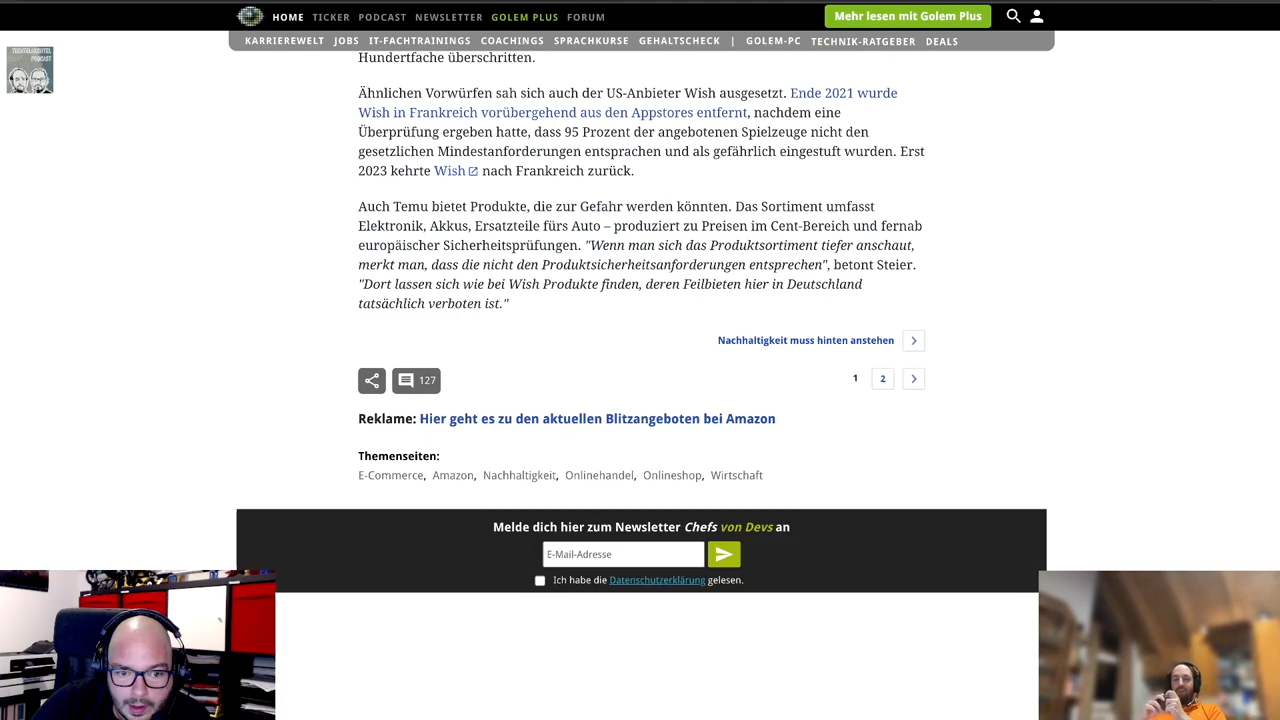 HOME TICKER PODCAST NEWSLETTER GOLEM PLUS FORUM
Mehr lesen mit Golem Plus
KARRIEREWELT JOBS IT-FACHTRAININGS COACHINGS SPRACHKURSE GEHALTSCHECK | GOLEM-PC TECHNIK-RATGEBER DEALS
TECHTELMECHTEL
PODCAST
Hundertfache überschritten.
Ähnlichen Vorwürfen sah sich auch der US-Anbieter Wish ausgesetzt. Ende 2021 wurde
Wish in Frankreich vorübergehend aus den Appstores entfernt, nachdem eine
Überprüfung ergeben hatte, dass 95 Prozent der angebotenen Spielzeuge nicht den
gesetzlichen Mindestanforderungen entsprachen und als gefährlich eingestuft wurden. Erst
2023 kehrte Wish nach Frankreich zurück.
Auch Temu bietet Produkte, die zur Gefahr werden könnten. Das Sortiment umfasst
Elektronik, Akkus, Ersatzteile fürs Auto – produziert zu Preisen im Cent-Bereich und fernab
europäischer Sicherheitsprüfungen. "Wenn man sich das Produktsortiment tiefer anschaut,
merkt man, dass die nicht den Produktsicherheitsanforderungen entsprechen", betont Steier.
"Dort lassen sich wie bei Wish Produkte finden, deren Feilbieten hier in Deutschland
tatsächlich verboten ist."
Nachhaltigkeit muss hinten anstehen
127
1 2
Reklame: Hier geht es zu den aktuellen Blitzangeboten bei Amazon
Themenseiten:
E-Commerce, Amazon, Nachhaltigkeit, Onlinehandel, Onlineshop, Wirtschaft
Melde dich hier zum Newsletter Chefs von Devs an
E-Mail-Adresse
Ich habe die Datenschutzerklärung gelesen.